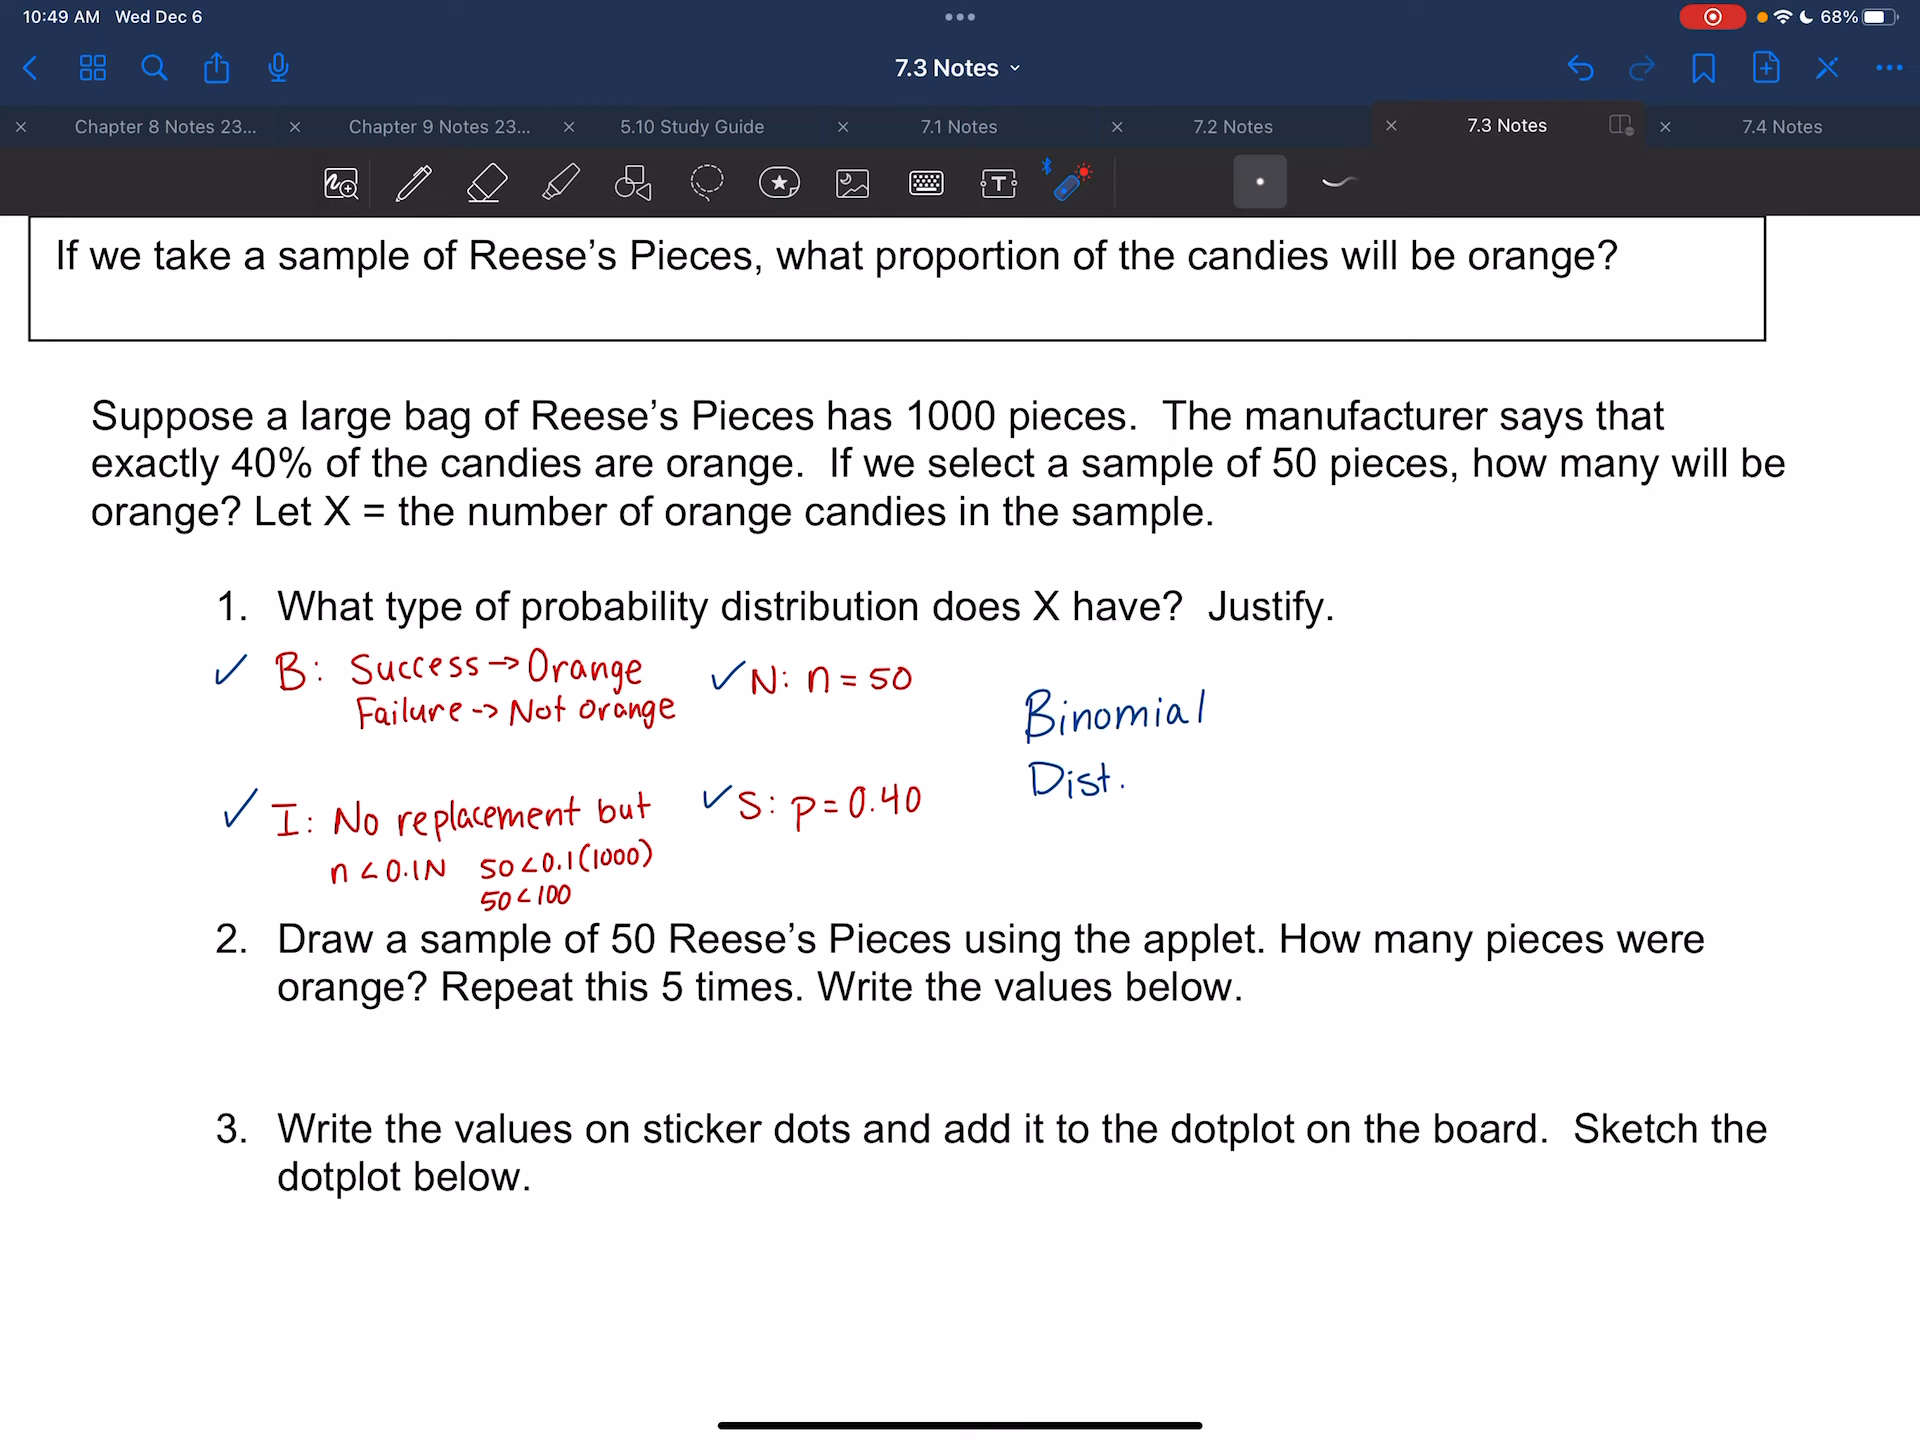 10:49 AM Wed Dec 6
68%
7.3 Notes
Chapter 8 Notes 23...
Chapter 9 Notes 23...
5.10 Study Guide
7.1 Notes
7.2 Notes
7.3 Notes
7.4 Notes
If we take a sample of Reese’s Pieces, what proportion of the candies will be orange?
Suppose a large bag of Reese’s Pieces has 1000 pieces. The manufacturer says that
exactly 40% of the candies are orange. If we select a sample of 50 pieces, how many will be
orange? Let X = the number of orange candies in the sample.
1. What type of probability distribution does X have? Justify.
✓ B: Success → Orange
Failure -> Not orange
✓ N: n = 50
Binomial
Dist.
✓ I: No replacement but
n < 0.1N 50 < 0.1(1000)
50 < 100
✓ S: p = 0.40
2. Draw a sample of 50 Reese’s Pieces using the applet. How many pieces were
orange? Repeat this 5 times. Write the values below.
3. Write the values on sticker dots and add it to the dotplot on the board. Sketch the
dotplot below.